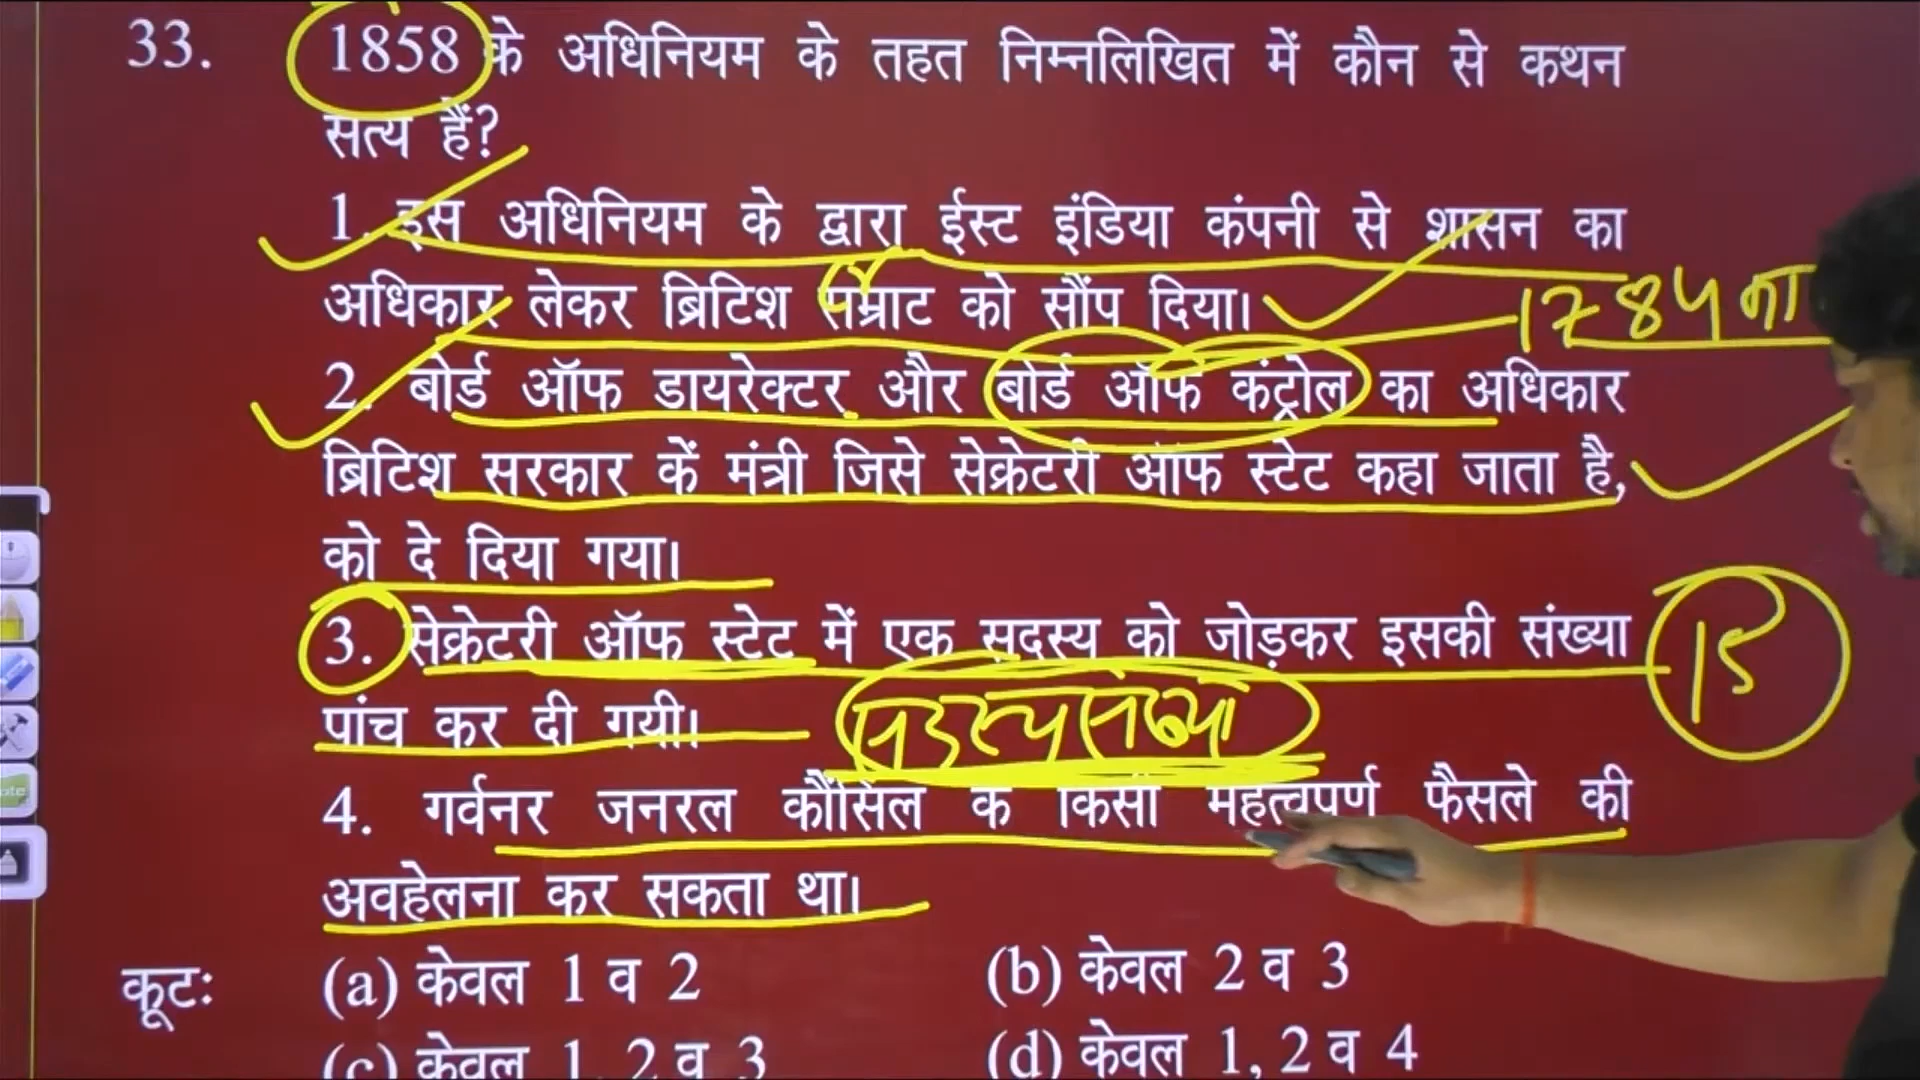 33. 1858 के अधिनियम के तहत निम्नलिखित में कौन से कथन
सत्य हैं?
1. इस अधिनियम के द्वारा ईस्ट इंडिया कंपनी से शासन का
अधिकार लेकर ब्रिटिश सम्राट को सौंप दिया।
1784 का
2. बोर्ड ऑफ डायरेक्टर और बोर्ड ऑफ कंट्रोल का अधिकार
ब्रिटिश सरकार कें मंत्री जिसे सेक्रेटरी ऑफ स्टेट कहा जाता है,
को दे दिया गया।
3. सेक्रेटरी ऑफ स्टेट में एक सदस्य को जोड़कर इसकी संख्या
15
पांच कर दी गयी।
सदस्य संख्या
4. गर्वनर जनरल कौंसिल के किसी महत्वपूर्ण फैसले की
अवहेलना कर सकता था।
कूटः (a) केवल 1 व 2 (b) केवल 2 व 3
(c) केवल 1, 2 व 3 (d) केवल 1, 2 व 4